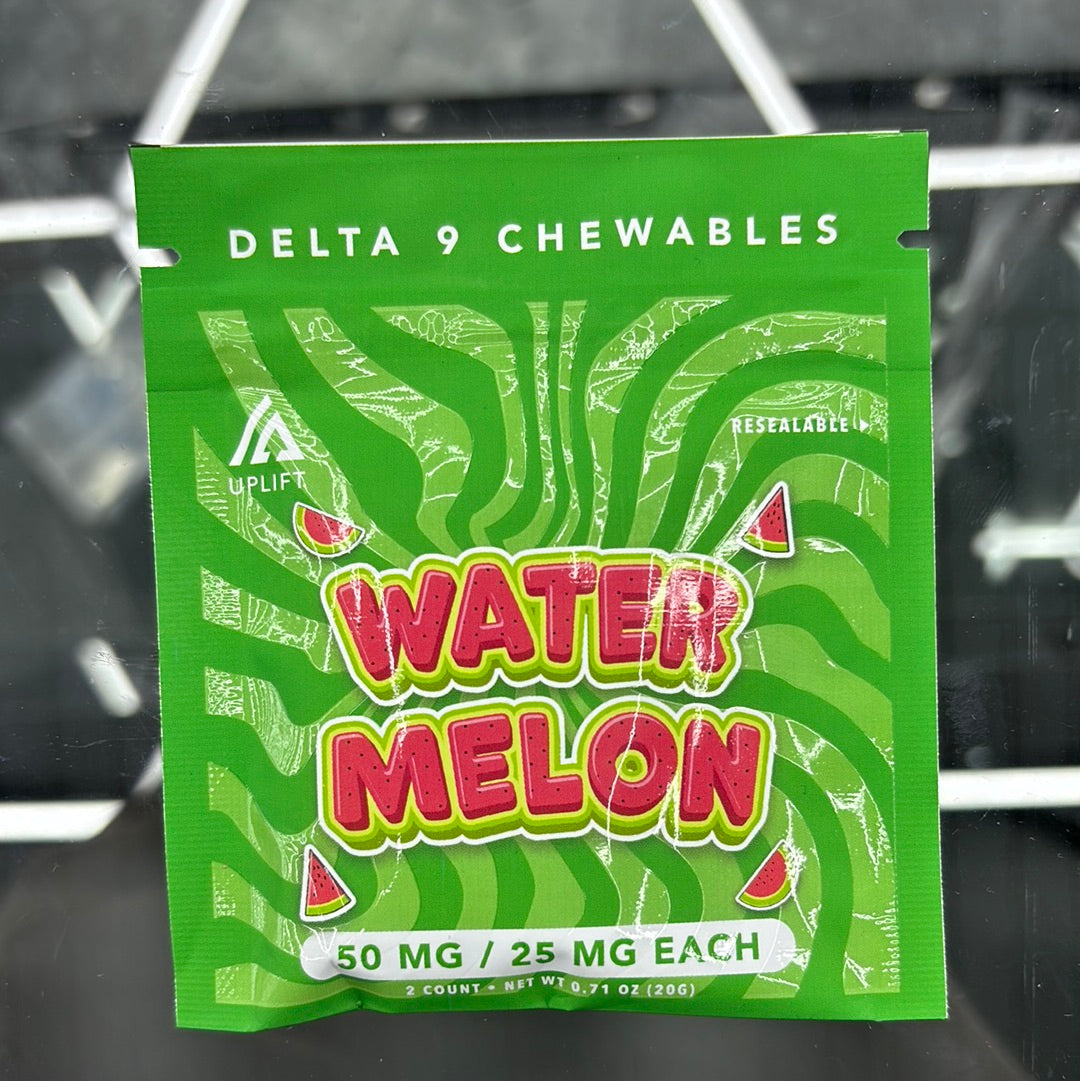 DELTA 9 CHEWABLES
RESEALABLE
UPLIFT
WATER
MELON
50 MG / 25 MG EACH
2 COUNT • NET WT 0.71 OZ (20G)